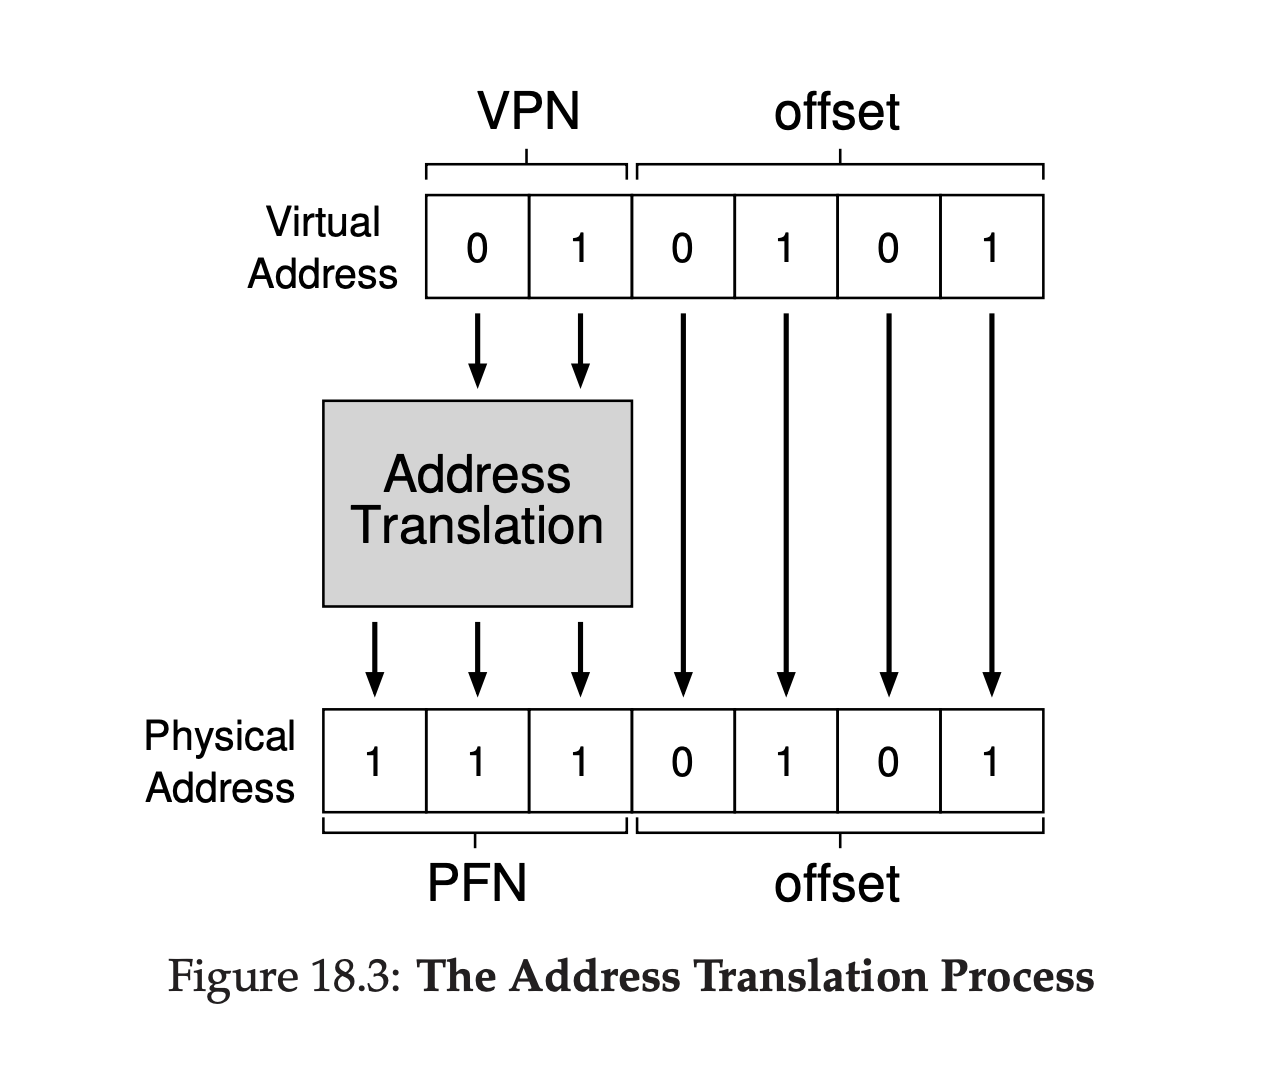 VPN offset
Virtual
Address
0 1 0 1 0 1
Address
Translation
Physical
Address
1 1 1 0 1 0 1
PFN offset
Figure 18.3: The Address Translation Process